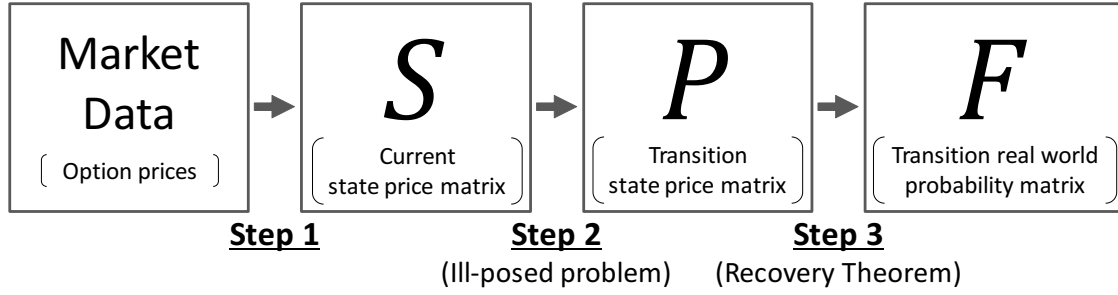 Market
Data
( Option prices )
S
( Current
state price matrix )
P
( Transition
state price matrix )
F
( Transition real world
probability matrix )
Step 1
Step 2
(Ill-posed problem)
Step 3
(Recovery Theorem)